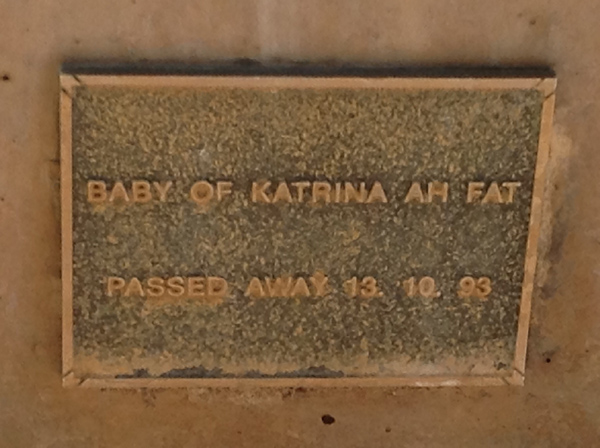 BABY OF KATRINA AH FAT
PASSED AWAY 13. 10. 93